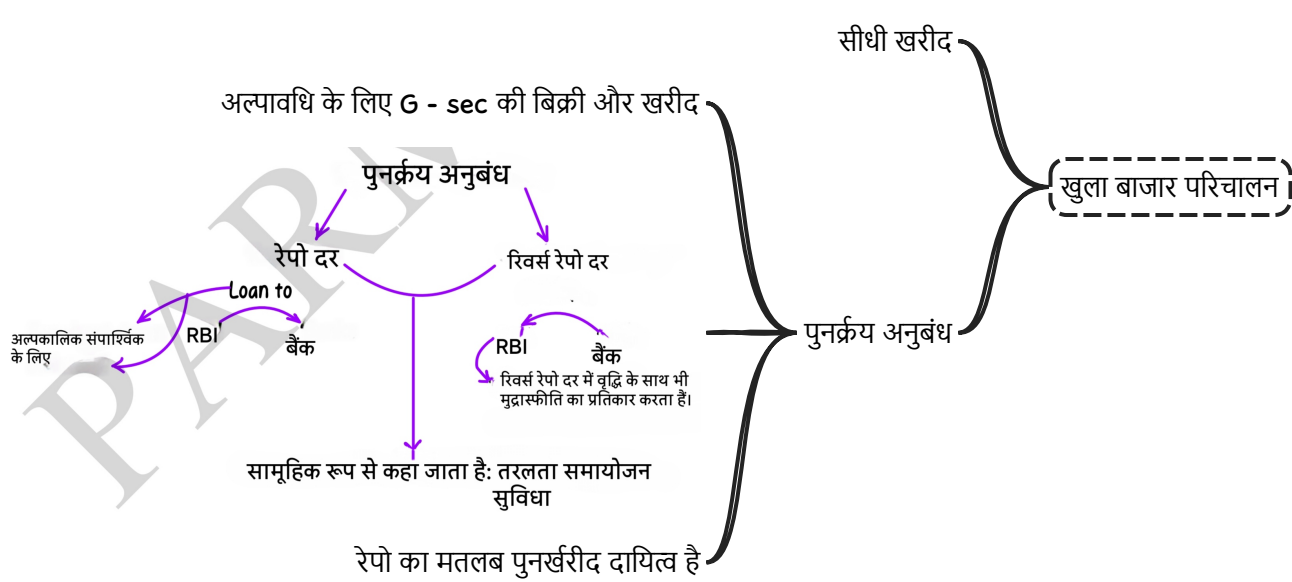 सीधी खरीद
अल्पावधि के लिए G - sec की बिक्री और खरीद
पुनर्क्रय अनुबंध
खुला बाजार परिचालन
रेपो दर
रिवर्स रेपो दर
Loan to
अल्पकालिक संपार्श्विक
के लिए
RBI
बैंक
RBI
बैंक
पुनर्क्रय अनुबंध
रिवर्स रेपो दर में वृद्धि के साथ भी
मुद्रास्फीति का प्रतिकार करता हैं।
सामूहिक रूप से कहा जाता है: तरलता समायोजन
सुविधा
रेपो का मतलब पुनर्खरीद दायित्व है